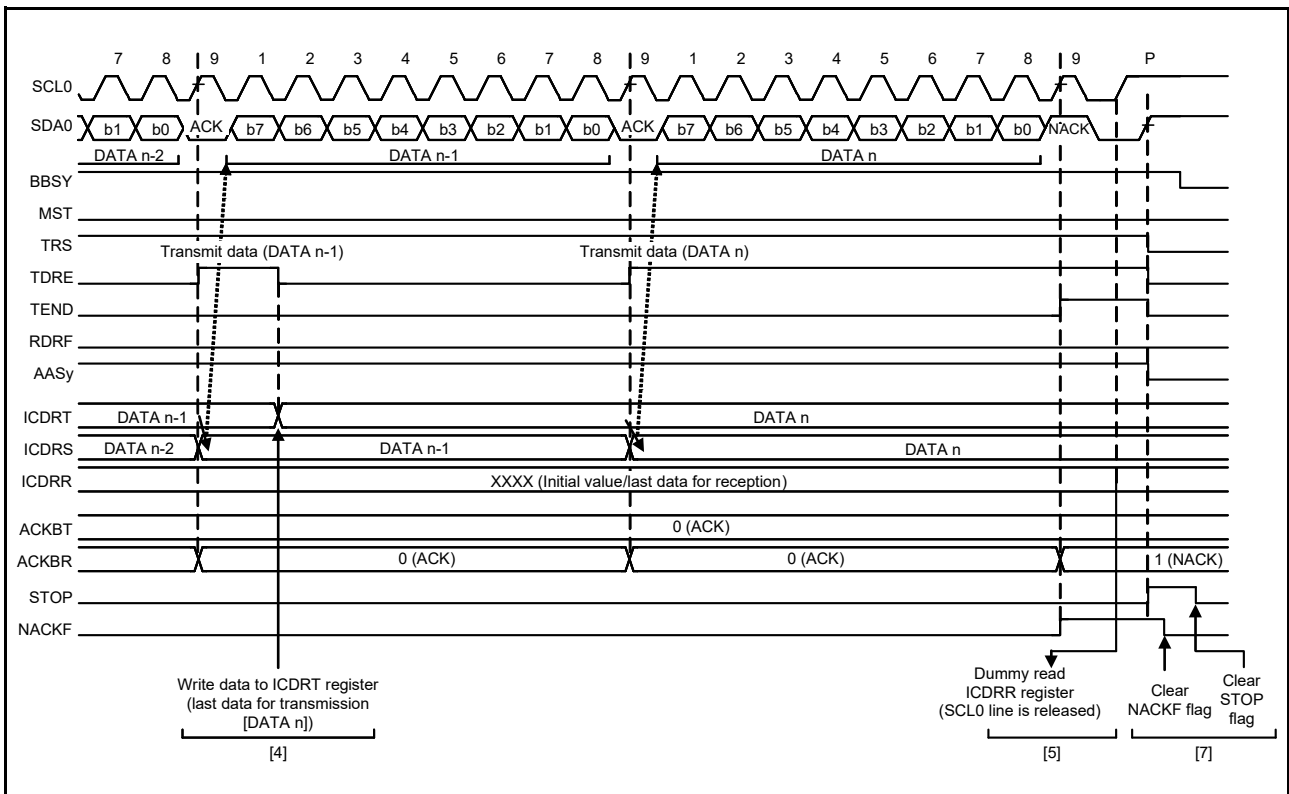 7 8 9 1 2 3 4 5 6 7 8 9 1 2 3 4 5 6 7 8 9 P
SCL0
SDA0 b1 b0 ACK b7 b6 b5 b4 b3 b2 b1 b0 ACK b7 b6 b5 b4 b3 b2 b1 b0 NACK
DATA n-2 DATA n-1 DATA n
BBSY
MST
TRS
Transmit data (DATA n-1) Transmit data (DATA n)
TDRE
TEND
RDRF
AASy
ICDRT DATA n-1 DATA n
ICDRS DATA n-2 DATA n-1 DATA n
ICDRR XXXX (Initial value/last data for reception)
ACKBT 0 (ACK)
ACKBR 0 (ACK) 0 (ACK) 1 (NACK)
STOP
NACKF
Write data to ICDRT register
(last data for transmission
[DATA n])
[4]
Dummy read
ICDRR register
(SCL0 line is released)
[5]
Clear
NACKF flag
Clear
STOP
flag
[7]